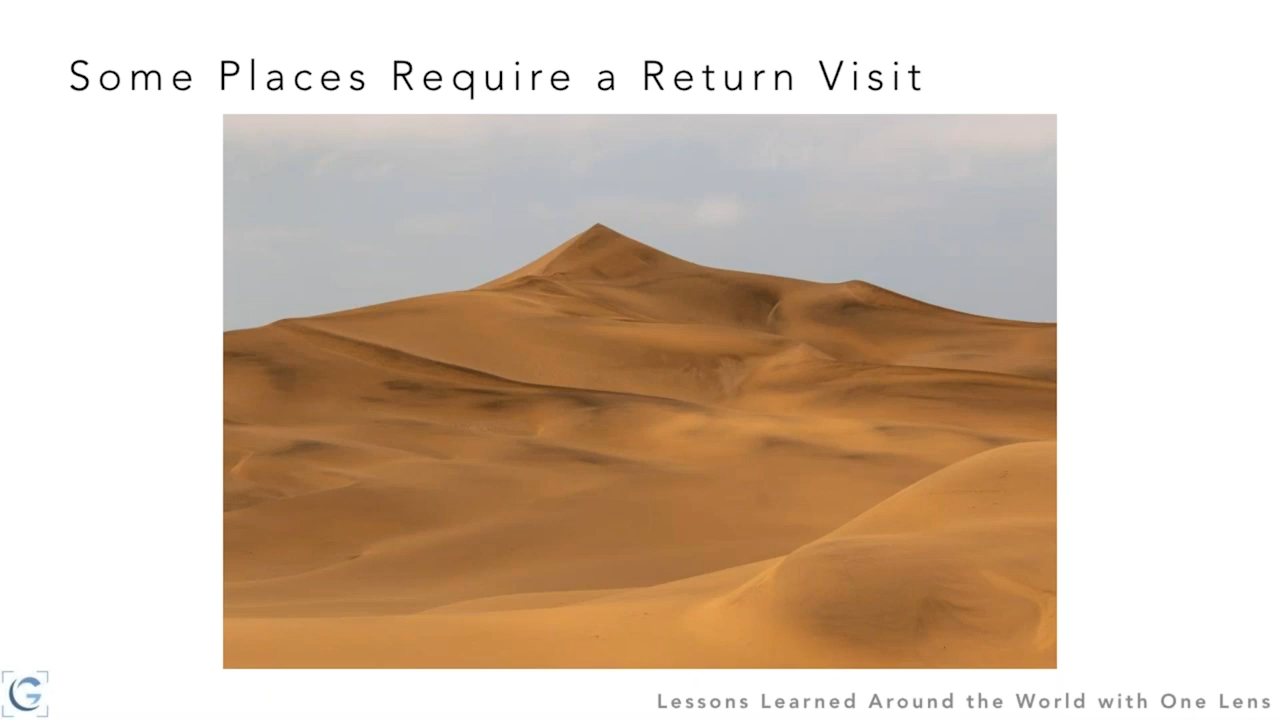 Some Places Require a Return Visit
G
Lessons Learned Around the World with One Lens